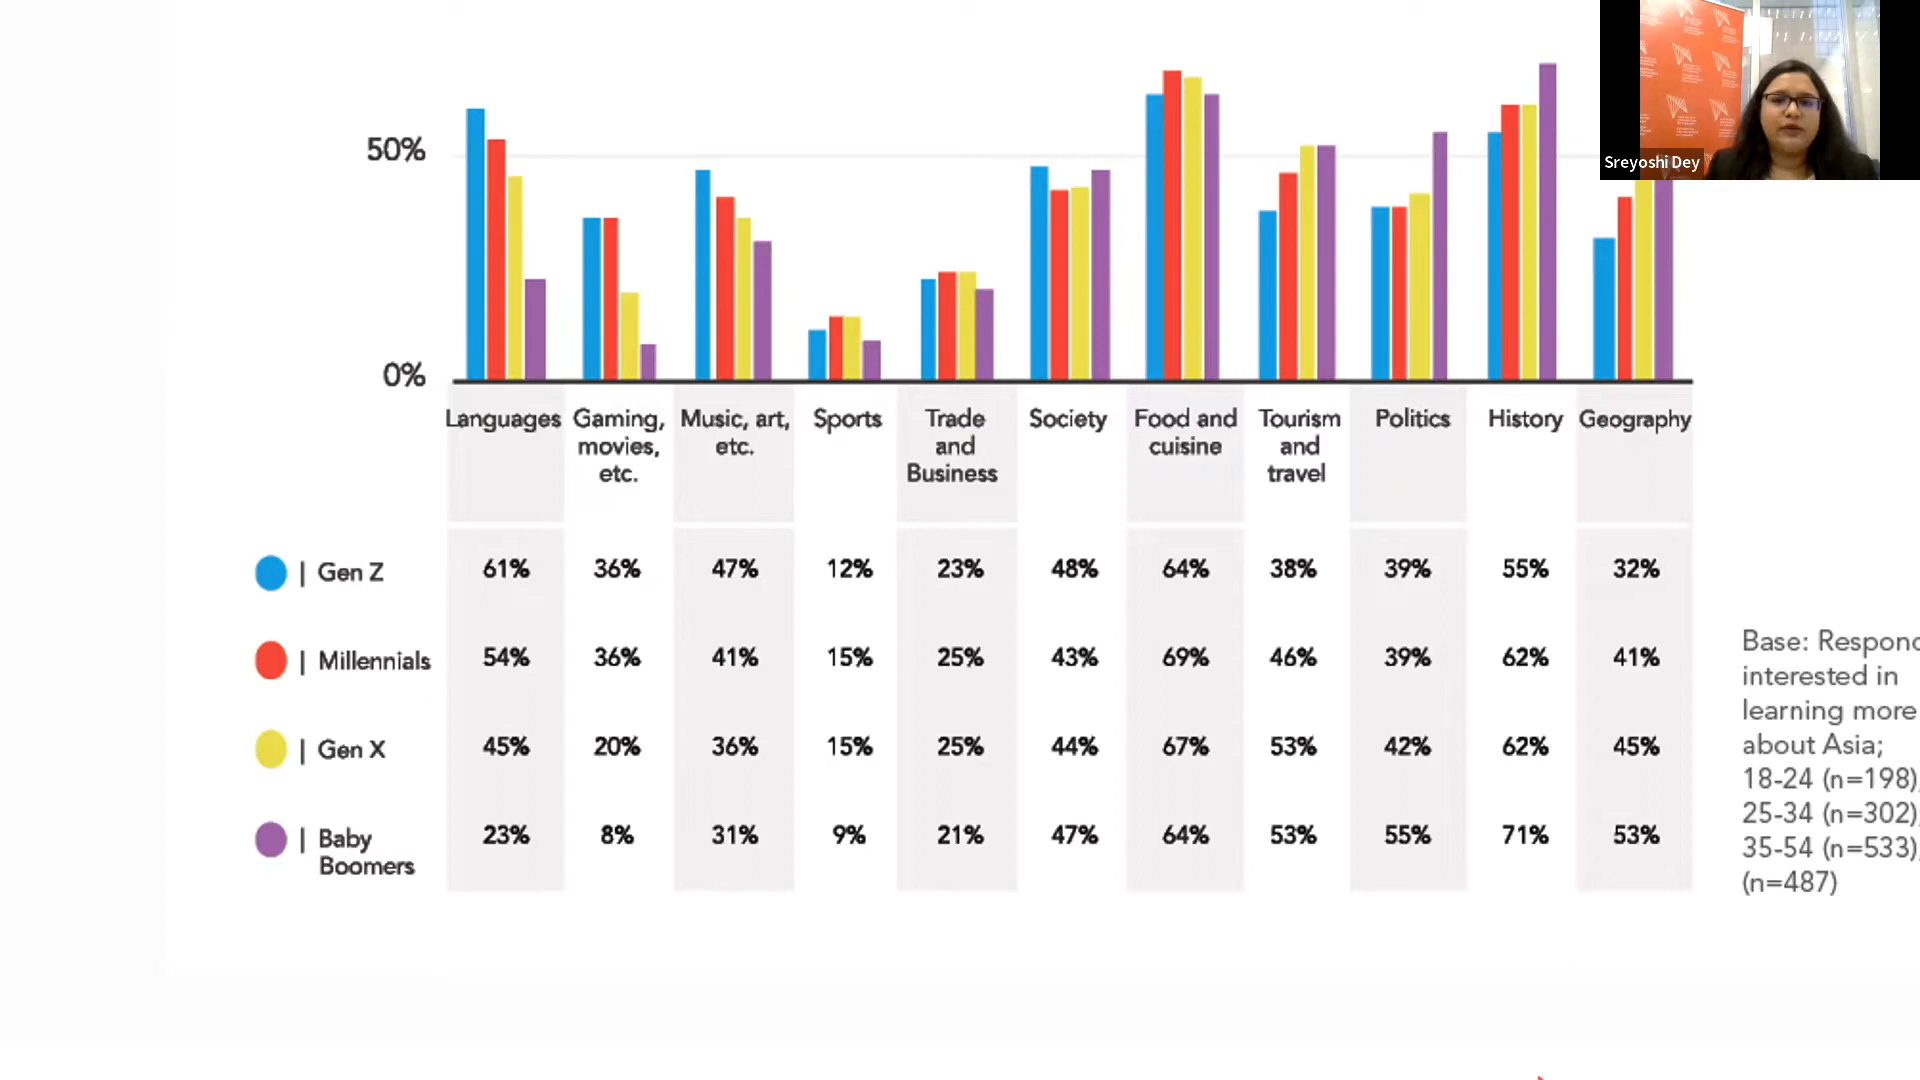 Sreyoshi Dey
50%
0%
Languages
Gaming, movies, etc.
Music, art, etc.
Sports
Trade and Business
Society
Food and cuisine
Tourism and travel
Politics
History
Geography
Gen Z 61% 36% 47% 12% 23% 48% 64% 38% 39% 55% 32%
Millennials 54% 36% 41% 15% 25% 43% 69% 46% 39% 62% 41%
Gen X 45% 20% 36% 15% 25% 44% 67% 53% 42% 62% 45%
Baby Boomers 23% 8% 31% 9% 21% 47% 64% 53% 55% 71% 53%
Base:
interested in
learning more
about Asia;
18-24 (n=198)
25-34 (n=302)
35-54 (n=533)
(n=487)